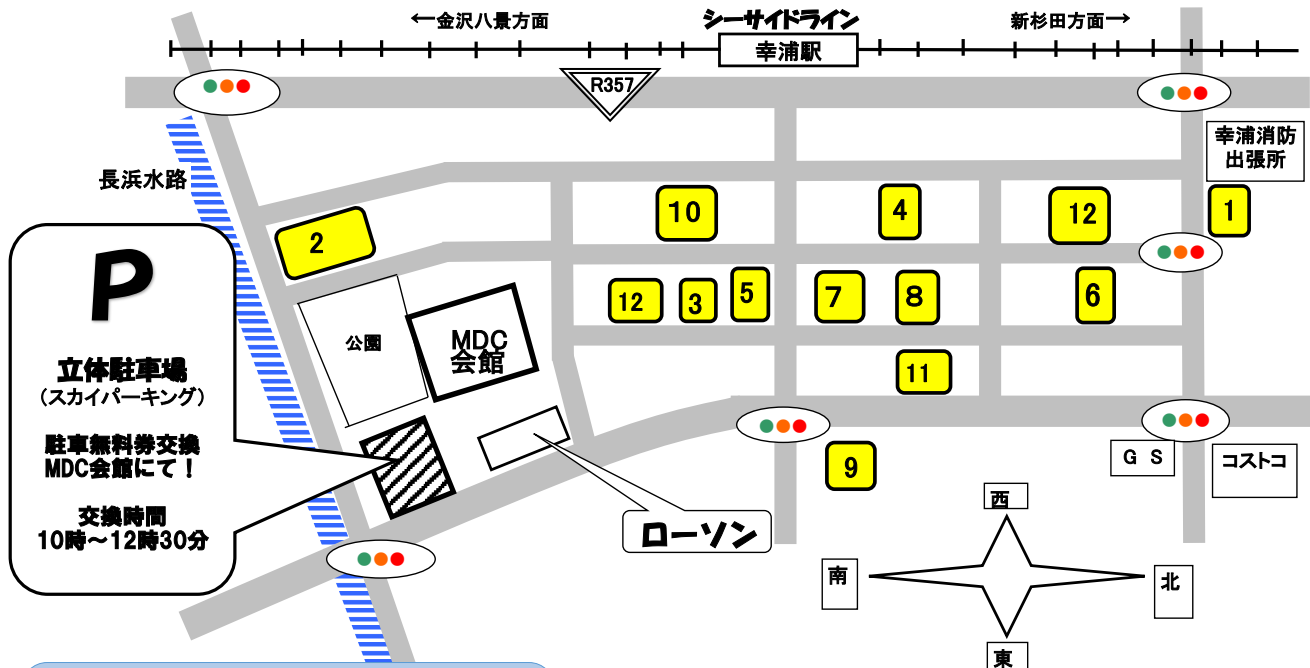 ←金沢八景方面
シーサイドライン
新杉田方面→
幸浦駅
R357
幸浦消防
出張所
長浜水路
10
4
12
1
2
P
立体駐車場
(スカイパーキング)
駐車無料券交換
MDC会館にて！
交換時間
10時～12時30分
公園
MDC
会館
12
3
5
7
8
6
11
9
G S
コストコ
ローソン
西
南
北
東